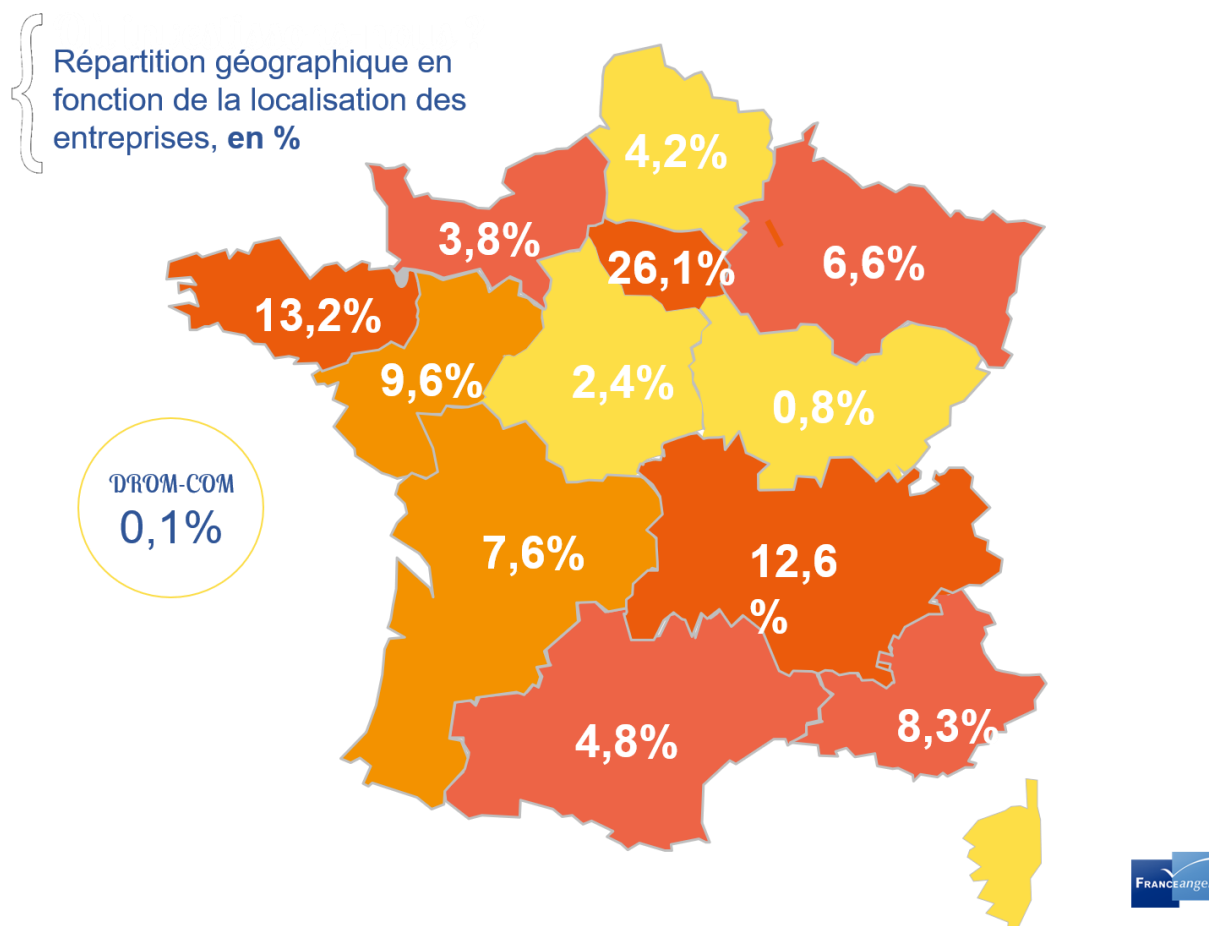 Répartition géographique en
fonction de la localisation des
entreprises, en %
4,2%
3,8%
26,1%
6,6%
13,2%
9,6%
2,4%
0,8%
DROM-COM
0,1%
7,6%
12,6
%
4,8%
8,3%
FRANCEange